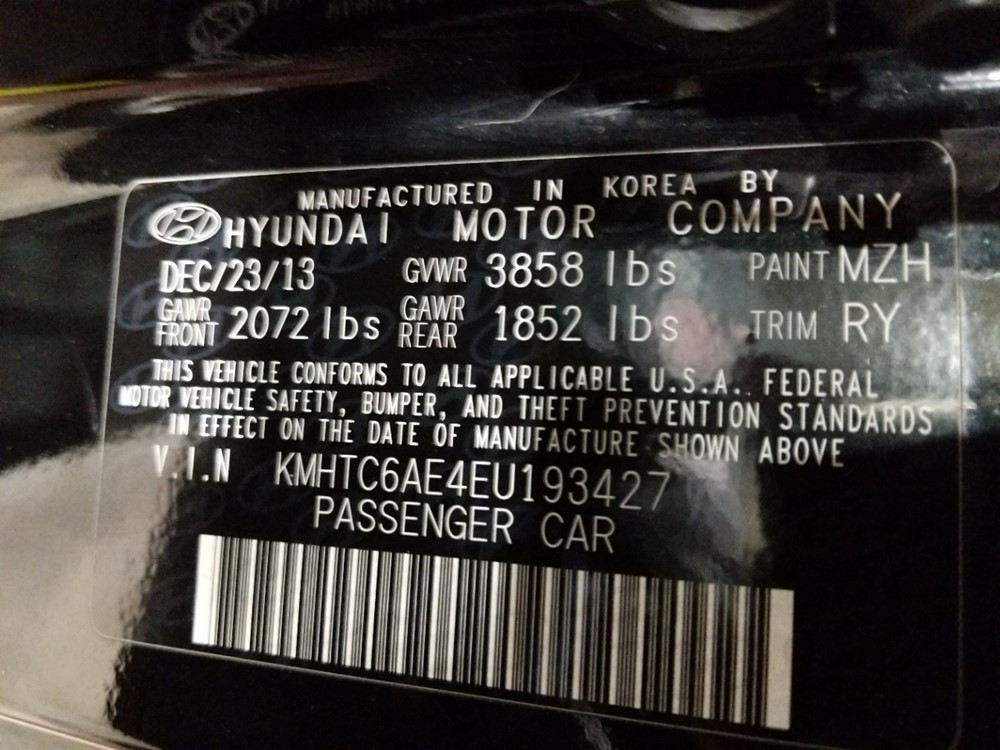 MANUFACTURED IN KOREA BY
HYUNDAI MOTOR COMPANY
DEC/23/13 GVWR 3858 lbs PAINT MZH
GAWR FRONT 2072 lbs GAWR REAR 1852 lbs TRIM RY
THIS VEHICLE CONFORMS TO ALL APPLICABLE U.S.A.. FEDERAL
MOTOR VEHICLE SAFETY, BUMPER, AND THEFT PREVENTION STANDARDS
IN EFFECT ON THE DATE OF MANUFACTURE SHOWN ABOVE
V.I.N KMHTC6AE4EU193427
PASSENGER CAR